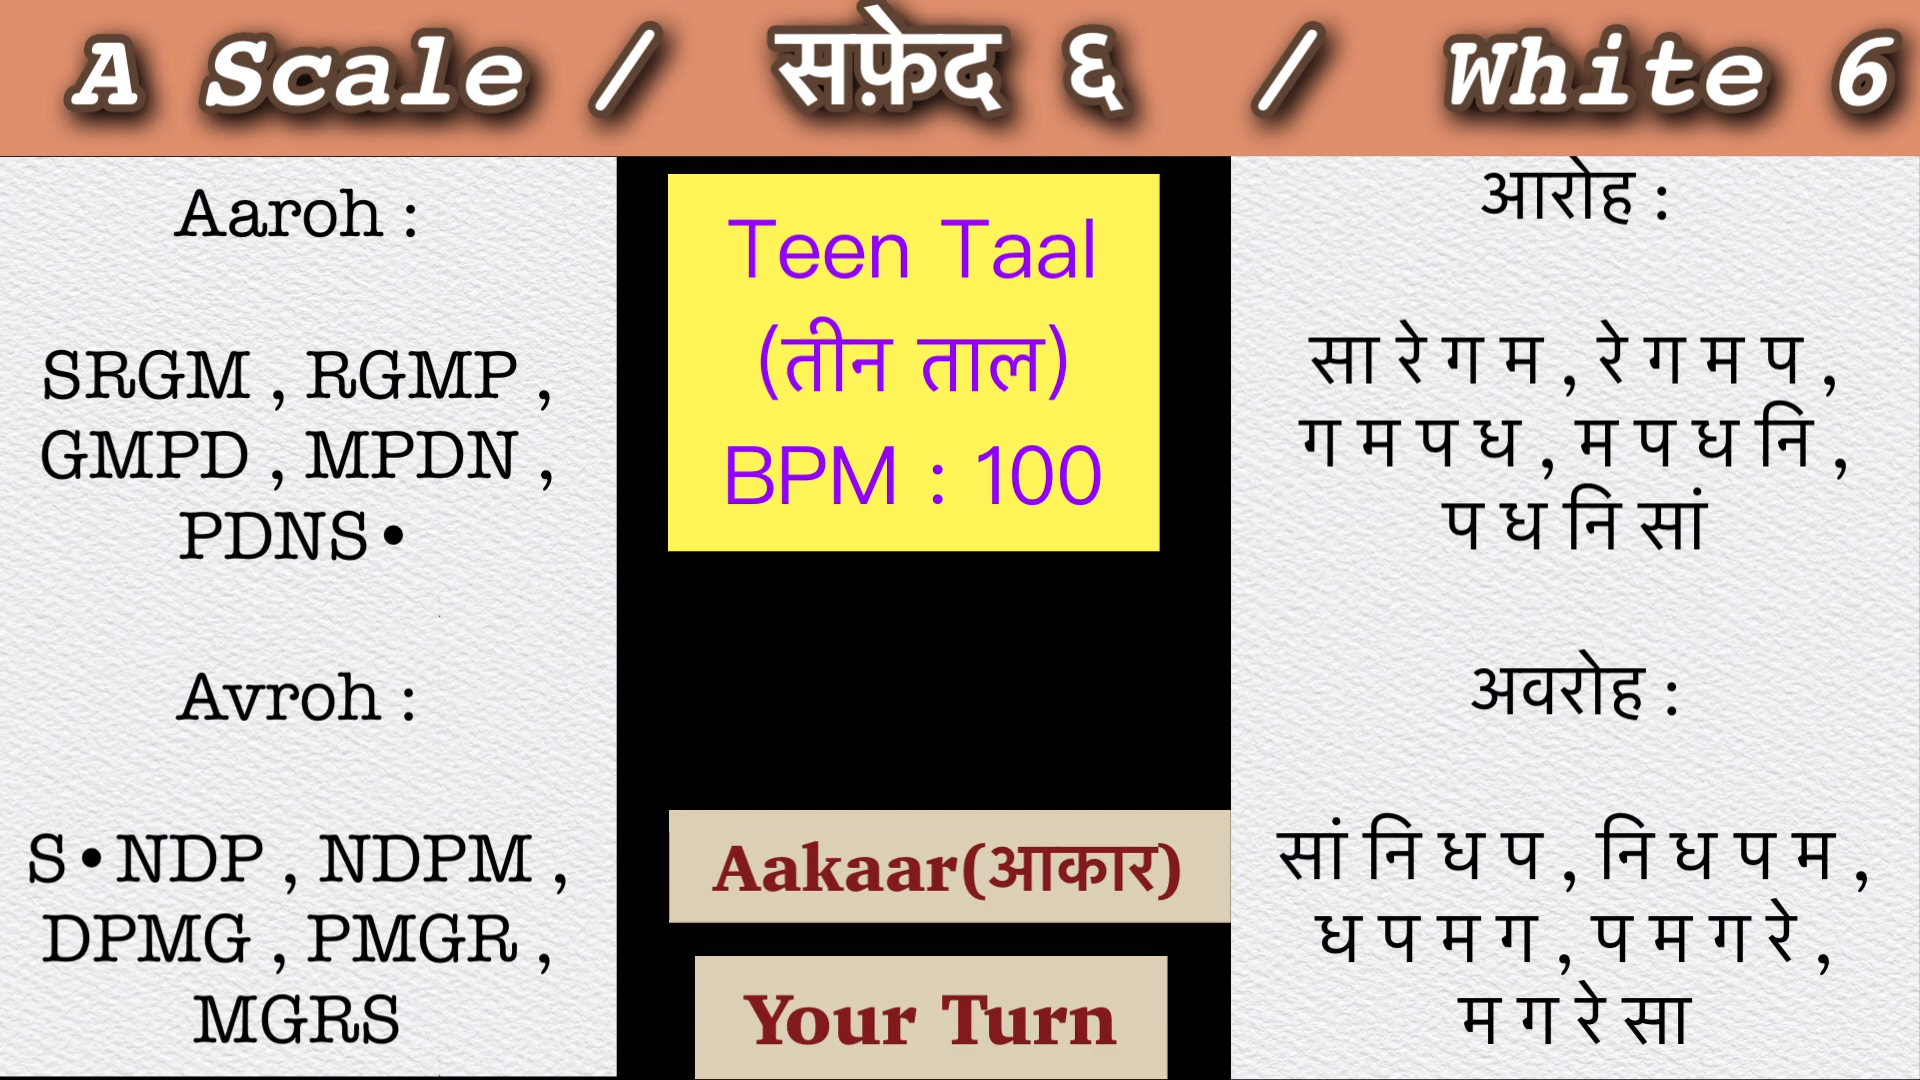 A Scale / सफ़ेद ६ / White 6
Aaroh :
SRGM , RGMP ,
GMPD , MPDN ,
PDNS•
Avroh :
S•NDP , NDPM ,
DPMG , PMGR ,
MGRS
Teen Taal
(तीन ताल)
BPM : 100
Aakaar(आकार)
Your Turn
आरोह :
सा रे ग म , रे ग म प ,
ग म प ध , म प ध नि ,
प ध नि सां
अवरोह :
सां नि ध प , नि ध प म ,
ध प म ग , प म ग रे ,
म ग रे सा